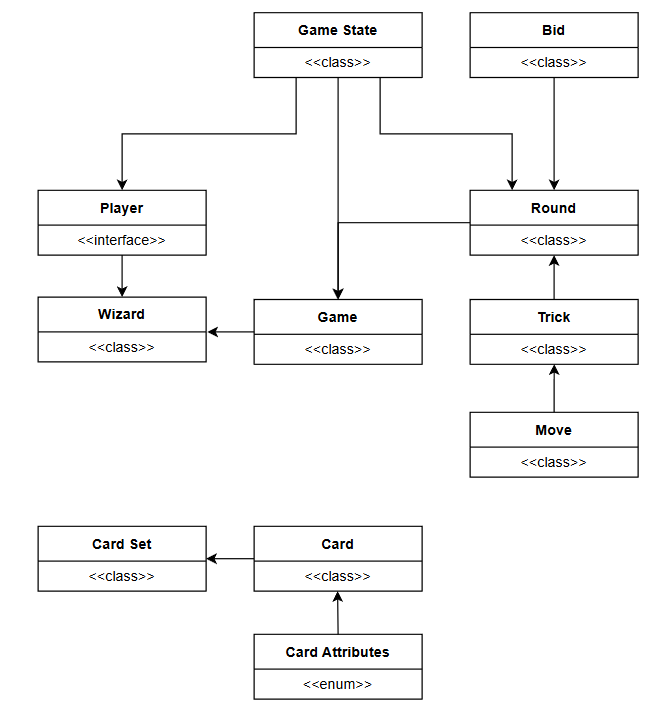 Game State
<<class>>
Bid
<<class>>
Player
<<interface>>
Round
<<class>>
Wizard
<<class>>
Game
<<class>>
Trick
<<class>>
Move
<<class>>
Card Set
<<class>>
Card
<<class>>
Card Attributes
<<enum>>